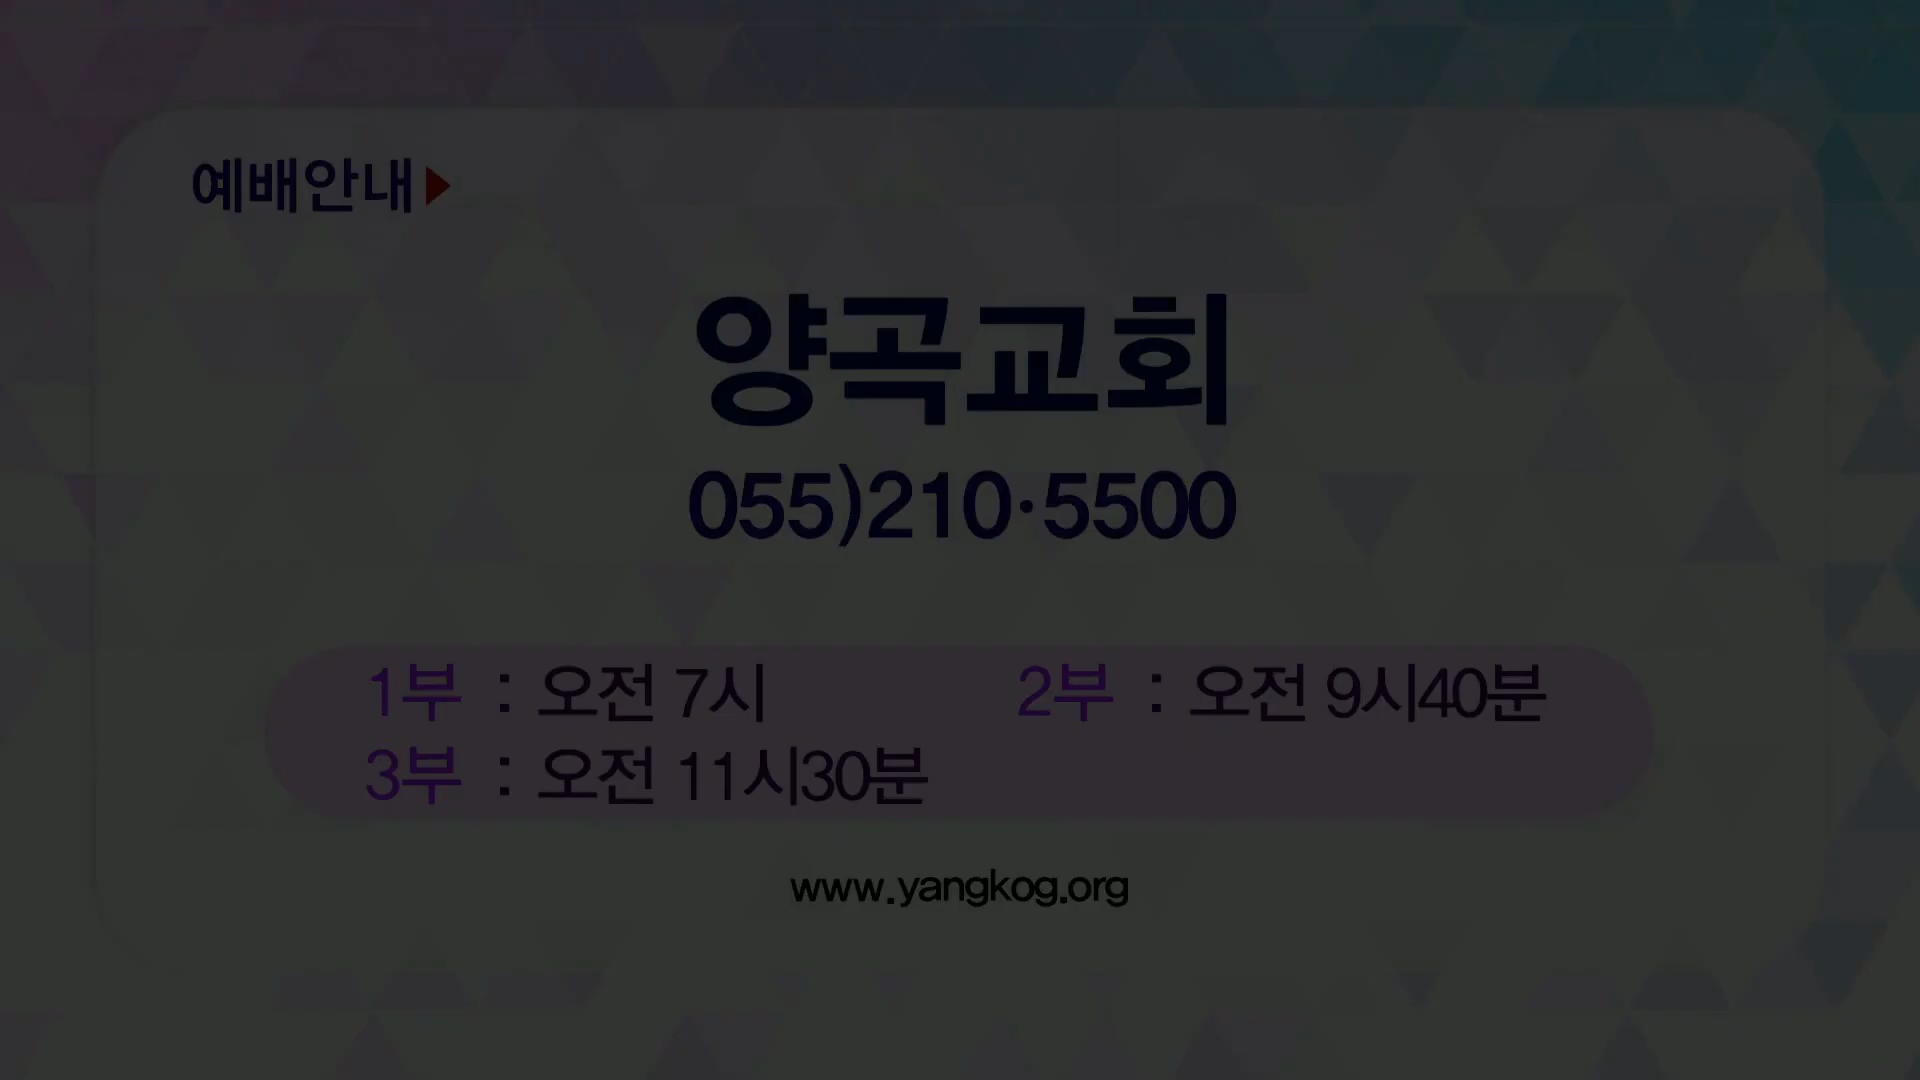 예배안내
양곡교회
055)210·5500
1부 : 오전 7시 2부 : 오전 9시40분
3부 : 오전 11시30분
www.yangkog.org